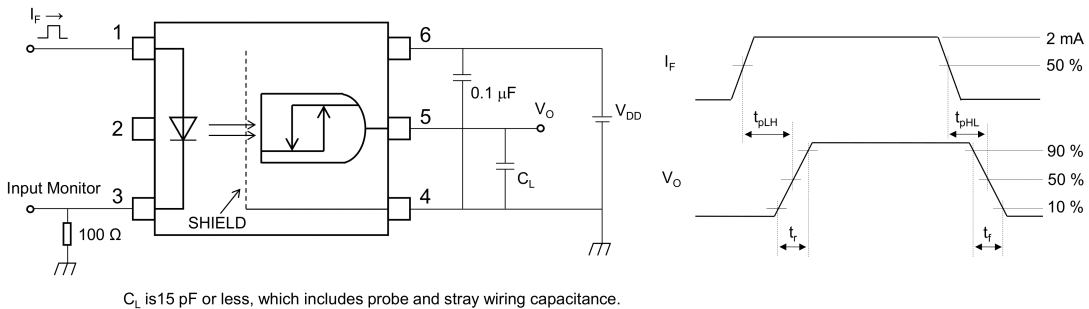 I_F →
1
2
3
Input Monitor
100 Ω
SHIELD
6
5
4
0.1 μF
V_O
V_DD
C_L
I_F
2 mA
50 %
t_pLH
t_pHL
V_O
90 %
50 %
10 %
t_r
t_f
C_L is15 pF or less, which includes probe and stray wiring capacitance.